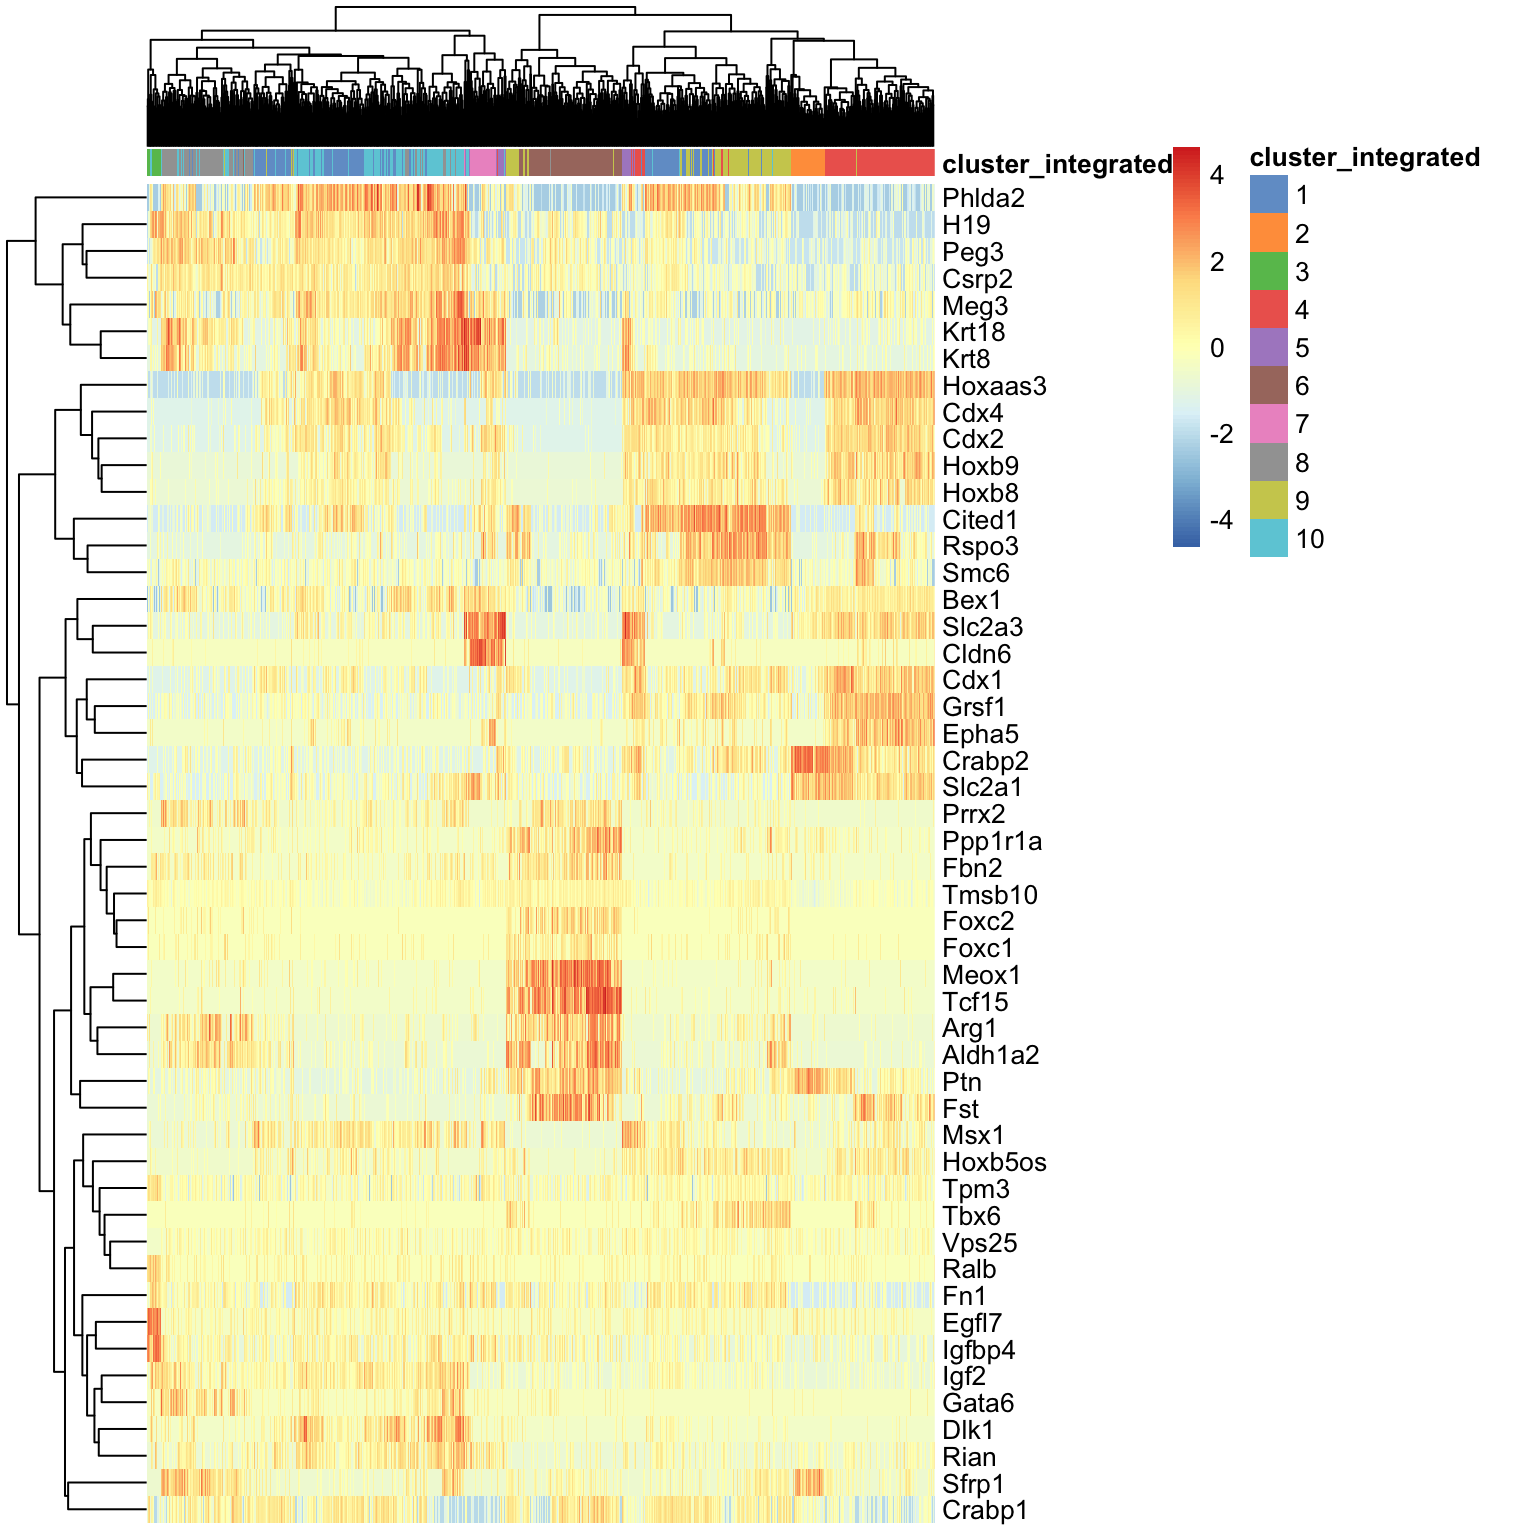 cluster_integrated
Phlda2
H19
Peg3
Csrp2
Meg3
Krt18
Krt8
Hoxaas3
Cdx4
Cdx2
Hoxb9
Hoxb8
Cited1
Rspo3
Smc6
Bex1
Slc2a3
Cldn6
Cdx1
Grsf1
Epha5
Crabp2
Slc2a1
Prrx2
Ppp1r1a
Fbn2
Tmsb10
Foxc2
Foxc1
Meox1
Tcf15
Arg1
Aldh1a2
Ptn
Fst
Msx1
Hoxb5os
Tpm3
Tbx6
Vps25
Ralb
Fn1
Egfl7
Igfbp4
Igf2
Gata6
Dlk1
Rian
Sfrp1
Crabp1
4
2
0
-2
-4
cluster_integrated
1
2
3
4
5
6
7
8
9
10